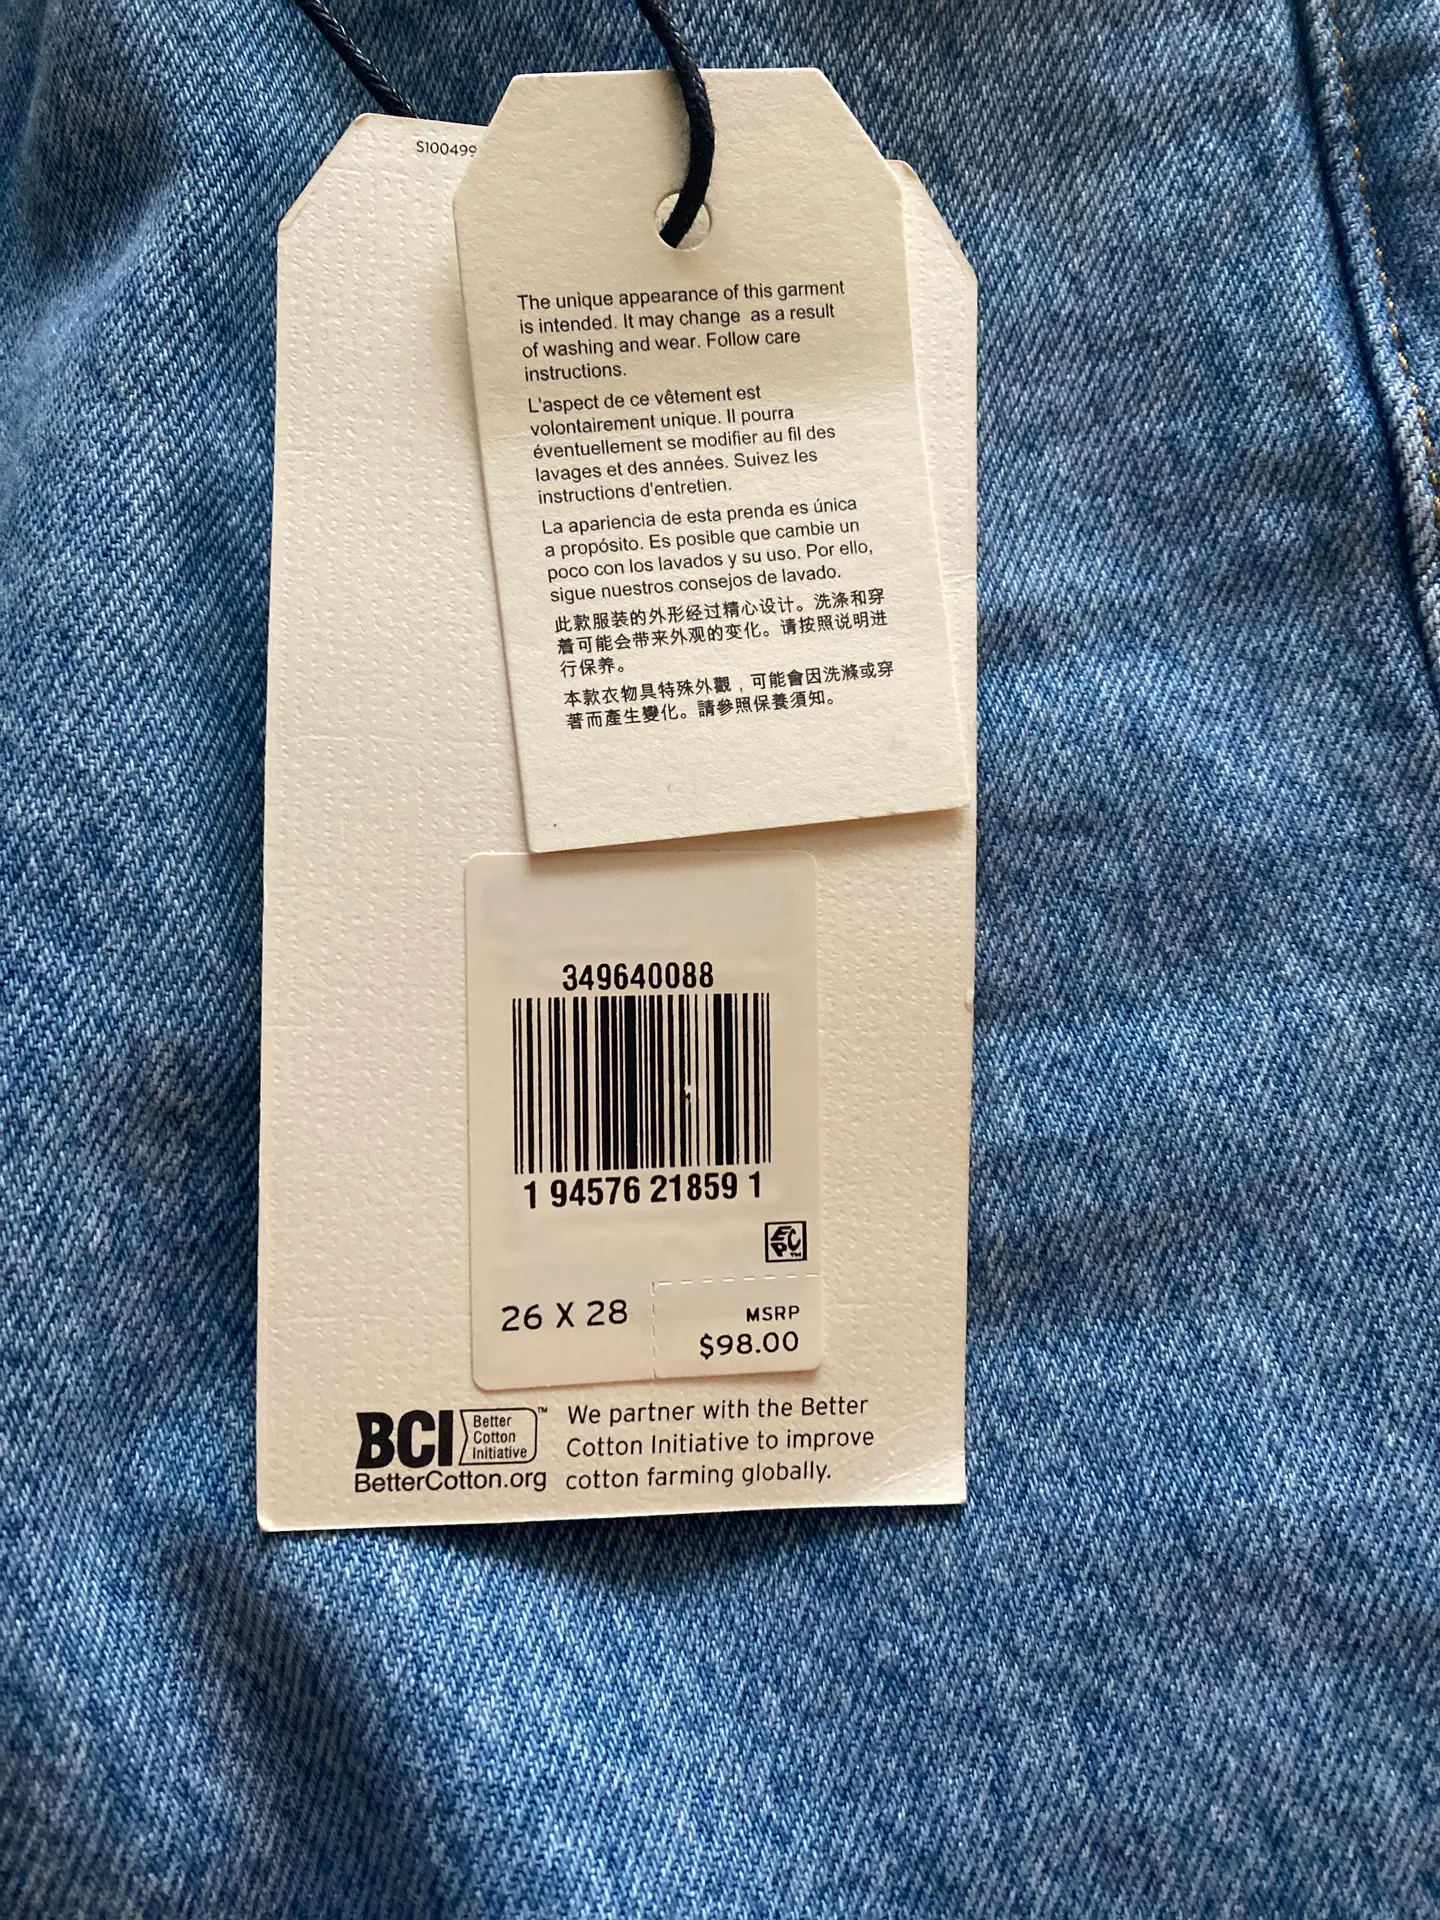 S100499
The unique appearance of this garment
is intended. It may change as a result
of washing and wear. Follow care
instructions.
L'aspect de ce vêtement est
volontairement unique. Il pourra
éventuellement se modifier au fil des
lavages et des années. Suivez les
instructions d'entretien.
La apariencia de esta prenda es única
a propósito. Es posible que cambie un
poco con los lavados y su uso. Por ello,
sigue nuestros consejos de lavado.
此款服装的外形经过精心设计。洗涤和穿
着可能会带来外观的变化。请按照说明进
行保养。
本款衣物具特殊外觀，可能會因洗滌或穿
著而產生變化。請參照保養須知。
349640088
1 94576 21859 1
EPC™
26 X 28
MSRP
$98.00
BCI Better Cotton Initiative™
BetterCotton.org
We partner with the Better
Cotton Initiative to improve
cotton farming globally.